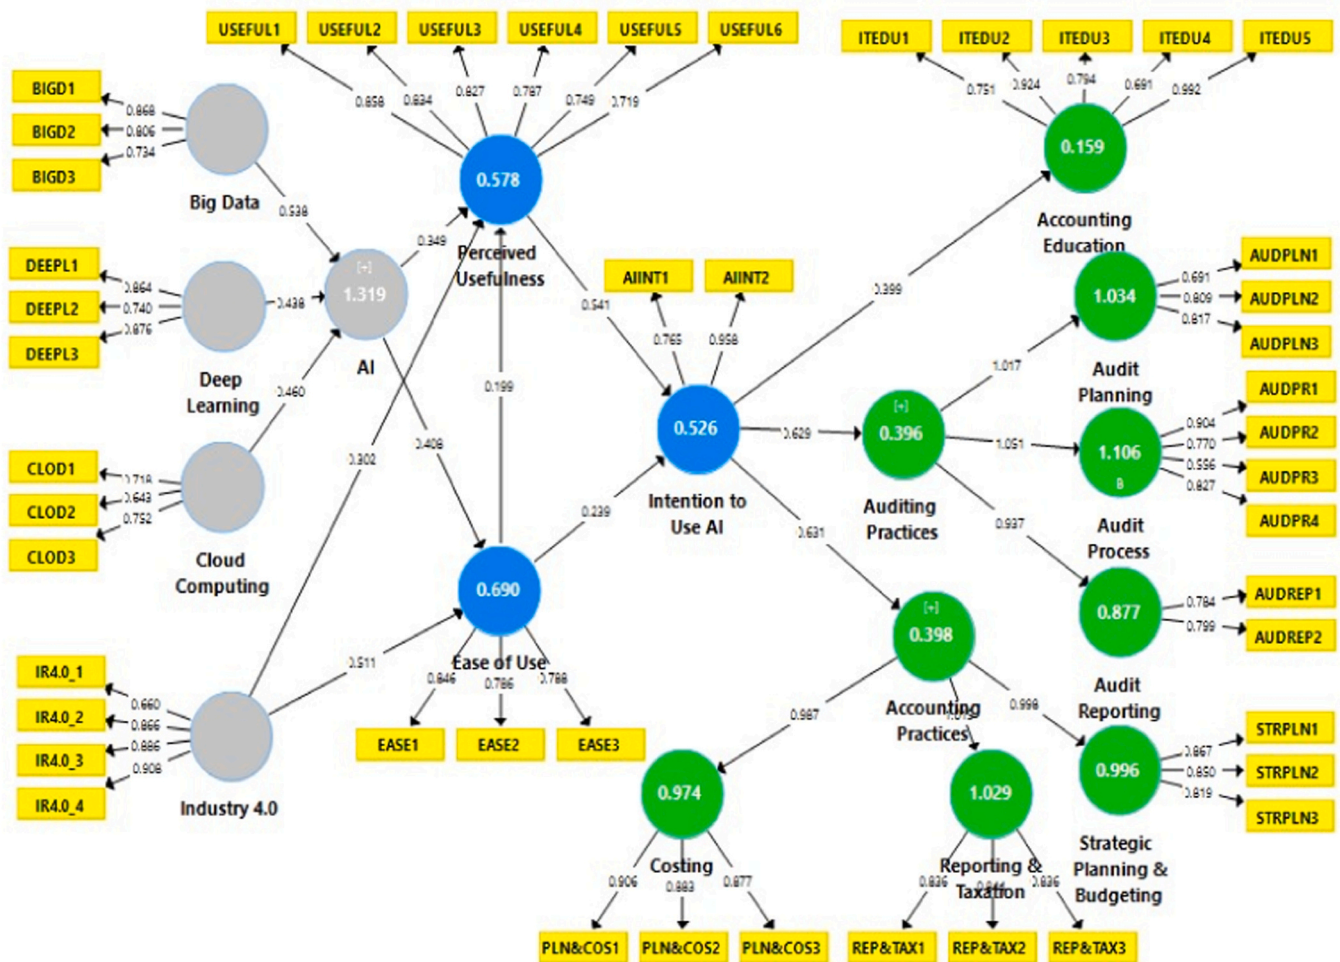 USEFUL1 USEFUL2 USEFUL3 USEFUL4 USEFUL5 USEFUL6
ITEDU1 ITEDU2 ITEDU3 ITEDU4 ITEDU5
0.858 0.834 0.827 0.787 0.749 0.719
0.751 0.924 0.794 0.691 0.992
BIGD1
BIGD2
BIGD3
0.868
0.806
0.734
Big Data
0.538
0.578
Perceived
Usefulness
0.159
Accounting
Education
DEEPL1
DEEPL2
DEEPL3
0.864
0.740
0.876
Deep
Learning
0.438
[+]
1.319
AI
0.349
0.541
AIINT1 AIINT2
0.765 0.958
0.399
1.034
Audit
Planning
0.691
0.809
0.817
AUDPLN1
AUDPLN2
AUDPLN3
CLOD1
CLOD2
CLOD3
0.643
0.752
Cloud
Computing
0.460
0.302
0.408
0.199
0.239
0.526
Intention to
Use AI
0.629
[+]
0.396
Auditing
Practices
1.017
1.051
0.937
1.106
B
Audit
Process
0.904
0.770
0.556
0.827
AUDPR1
AUDPR2
AUDPR3
AUDPR4
0.631
0.690
Ease of Use
0.511
0.846 0.786 0.788
EASE1 EASE2 EASE3
0.877
Audit
Reporting
0.784
0.799
AUDREP1
AUDREP2
IR4.0_1
IR4.0_2
IR4.0_3
IR4.0_4
0.660
0.866
0.886
0.908
Industry 4.0
[+]
0.398
Accounting
Practices
0.987
0.998
0.996
Strategic
Planning &
Budgeting
0.867
0.850
0.819
STRPLN1
STRPLN2
STRPLN3
0.974
Costing
0.906 0.883 0.877
PLN&COS1 PLN&COS2 PLN&COS3
1.029
Reporting &
Taxation
0.836 0.836
REP&TAX1 REP&TAX2 REP&TAX3